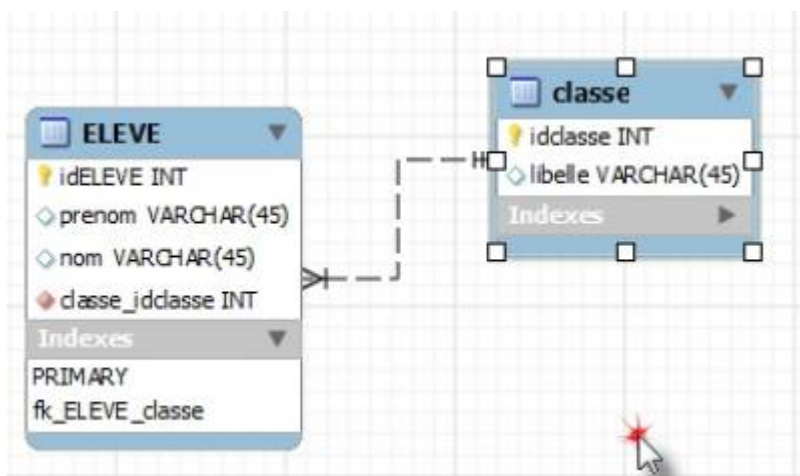 ELEVE
idELEVE INT
prenom VARCHAR(45)
nom VARCHAR(45)
classe_idclasse INT
Indexes
PRIMARY
fk_ELEVE_classe
classe
idclasse INT
libelle VARCHAR(45)
Indexes